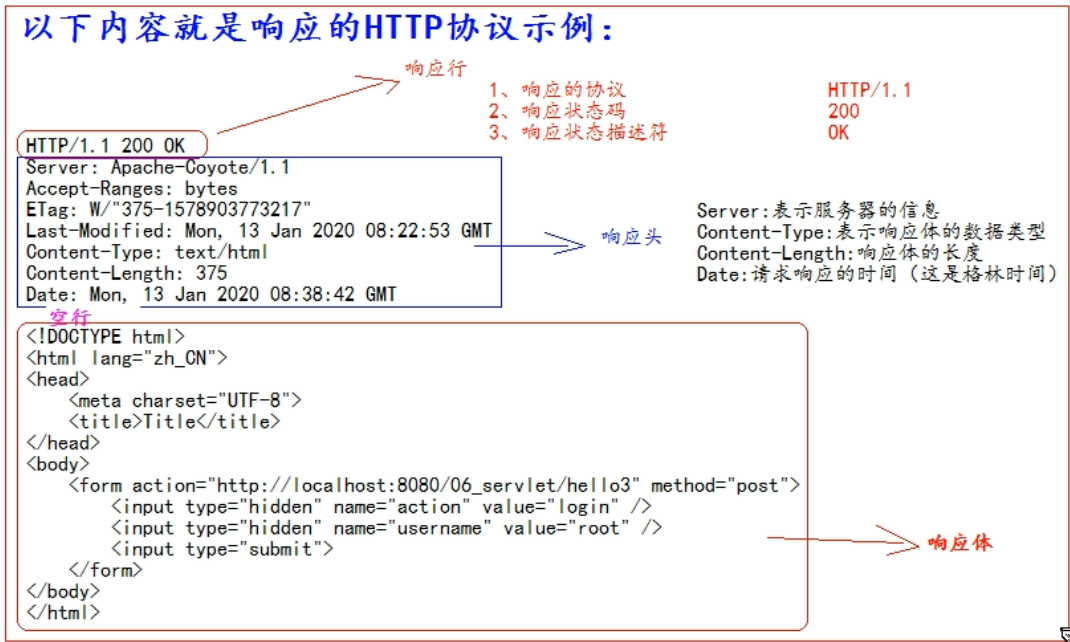 以下内容就是响应的HTTP协议示例:
响应行
1、响应的协议 HTTP/1.1
2、响应状态码 200
3、响应状态描述符 OK
HTTP/1.1 200 OK
Server: Apache-Coyote/1.1
Accept-Ranges: bytes
ETag: W/"375-1578903773217"
Last-Modified: Mon, 13 Jan 2020 08:22:53 GMT
Content-Type: text/html
Content-Length: 375
Date: Mon, 13 Jan 2020 08:38:42 GMT
响应头
Server:表示服务器的信息
Content-Type:表示响应体的数据类型
Content-Length:响应体的长度
Date:请求响应的时间（这是格林时间）
空行
<!DOCTYPE html>
<html lang="zh_CN">
<head>
    <meta charset="UTF-8">
    <title>Title</title>
</head>
<body>
    <form action="http://localhost:8080/06_servlet/hello3" method="post">
        <input type="hidden" name="action" value="login" />
        <input type="hidden" name="username" value="root" />
        <input type="submit">
    </form>
</body>
</html>
响应体